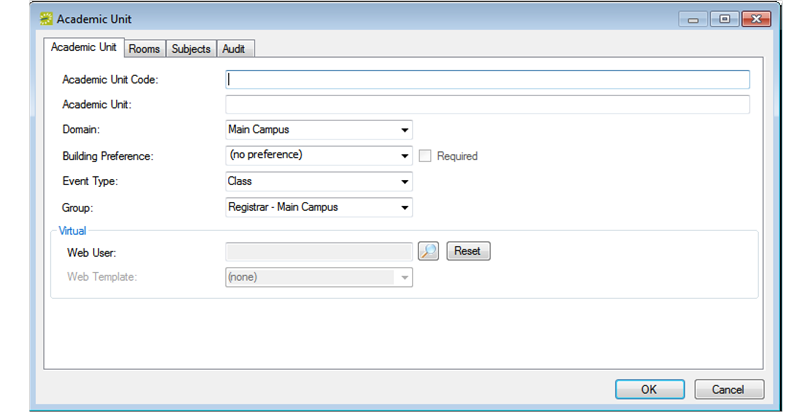 Academic Unit
Academic Unit Rooms Subjects Audit
Academic Unit Code:
Academic Unit:
Domain: Main Campus
Building Preference: (no preference) Required
Event Type: Class
Group: Registrar - Main Campus
Virtual
Web User: Reset
Web Template: (none)
OK Cancel